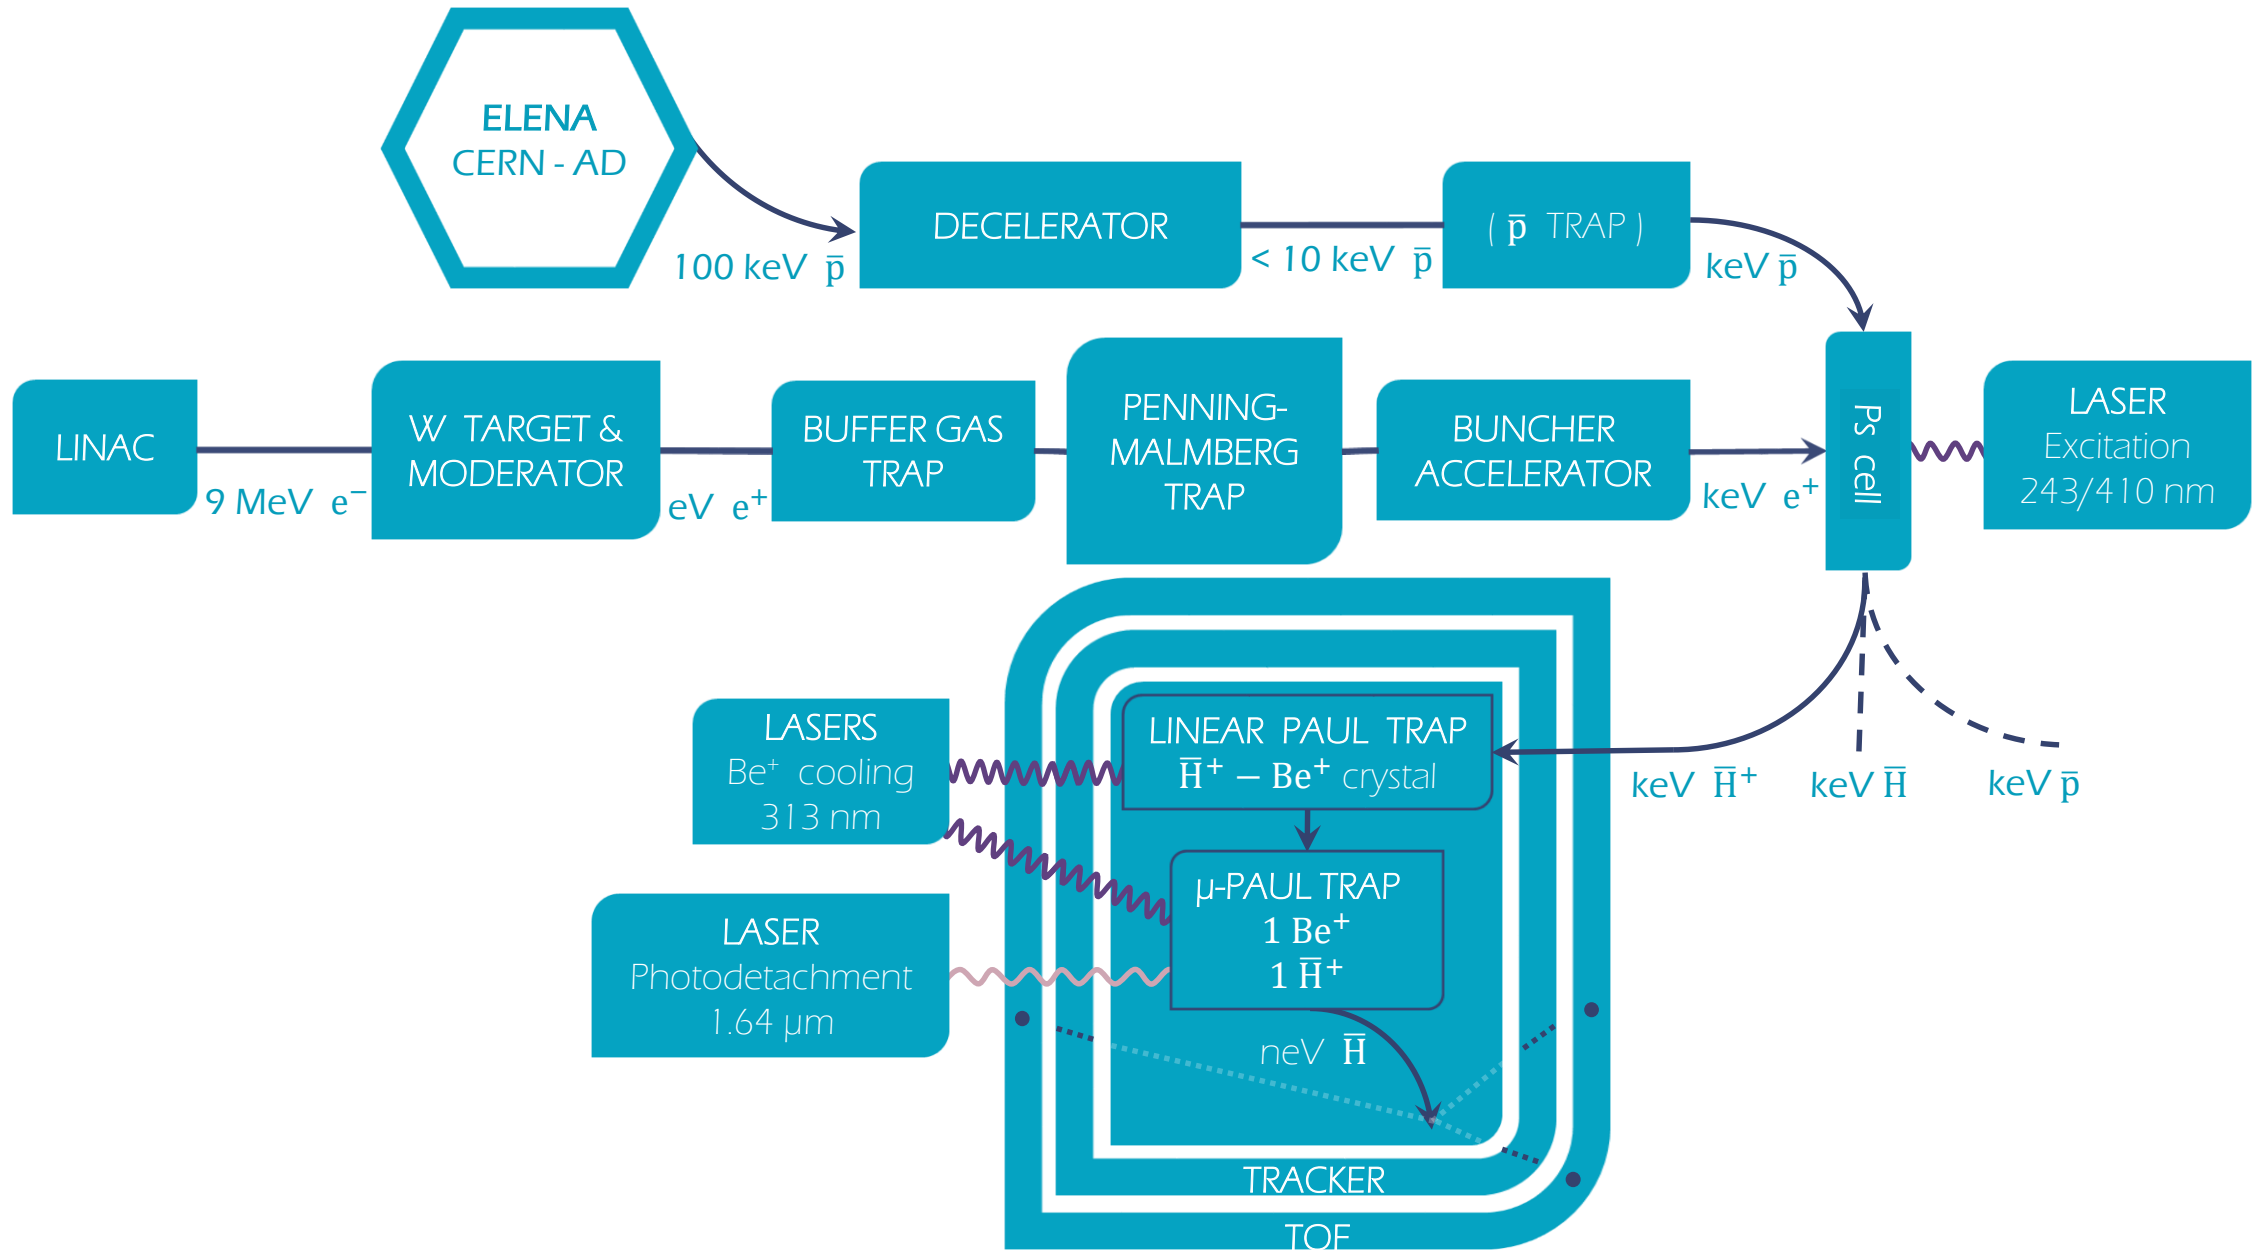 ELENA
CERN - AD
100 keV p̅
DECELERATOR
< 10 keV p̅
( p̅ TRAP )
keV p̅
LINAC
9 MeV e⁻
W TARGET &
MODERATOR
eV e⁺
BUFFER GAS
TRAP
PENNING-
MALMBERG
TRAP
BUNCHER
ACCELERATOR
keV e⁺
Ps cell
LASER
Excitation
243/410 nm
keV H̅⁺
keV H̅
keV p̅
LASERS
Be⁺ cooling
313 nm
LINEAR PAUL TRAP
H̅⁺ – Be⁺ crystal
µ-PAUL TRAP
1 Be⁺
1 H̅⁺
LASER
Photodetachment
1.64 µm
neV H̅
TRACKER
TOF